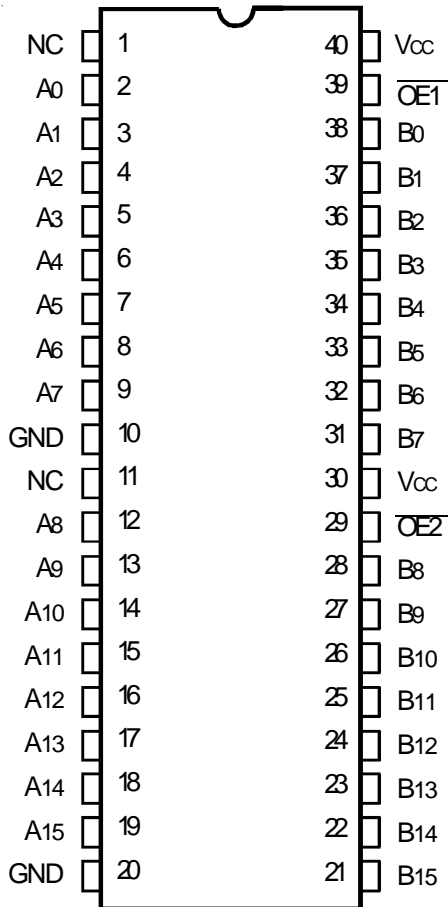 NC 1 40 Vcc
A0 2 39 OE1
A1 3 38 B0
A2 4 37 B1
A3 5 36 B2
A4 6 35 B3
A5 7 34 B4
A6 8 33 B5
A7 9 32 B6
GND 10 31 B7
NC 11 30 Vcc
A8 12 29 OE2
A9 13 28 B8
A10 14 27 B9
A11 15 26 B10
A12 16 25 B11
A13 17 24 B12
A14 18 23 B13
A15 19 22 B14
GND 20 21 B15